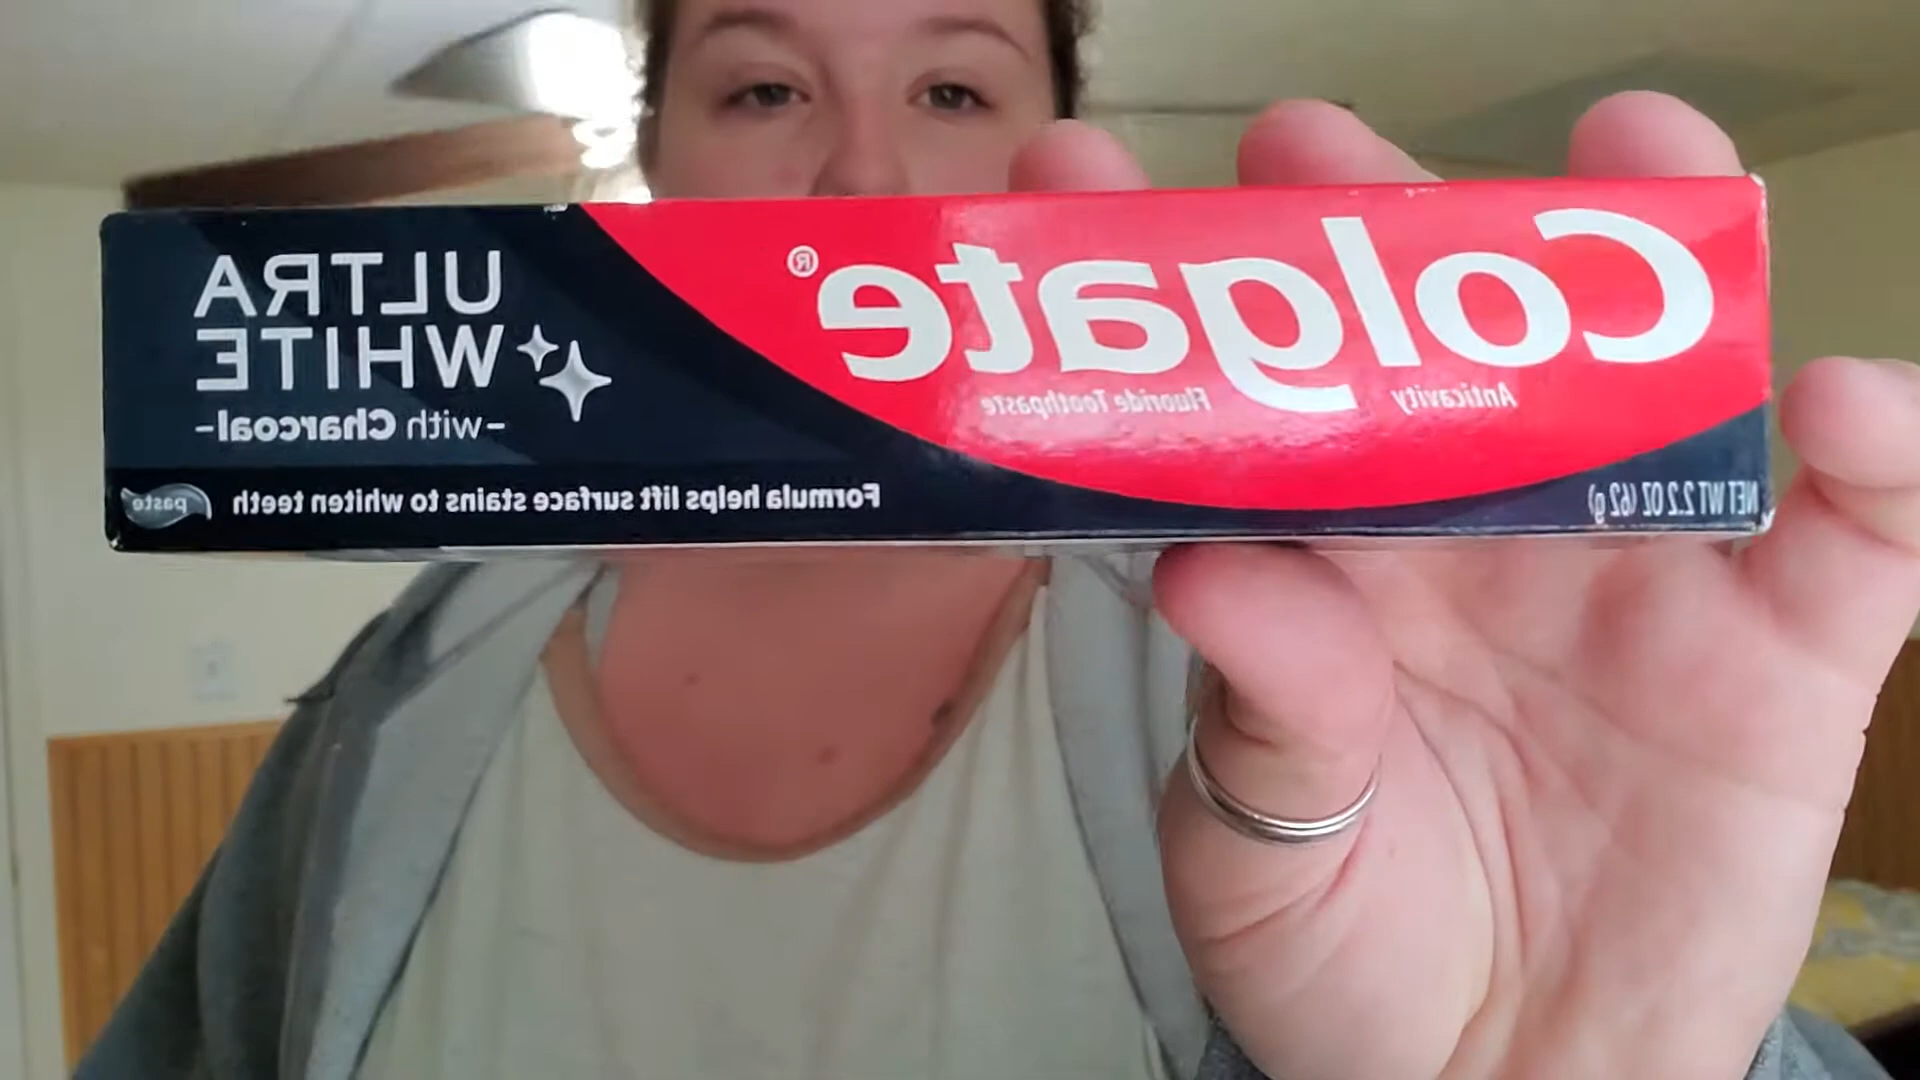 Colgate®
Anticavity Fluoride Toothpaste
NET WT 2.2 OZ (62 g)
ULTRA
WHITE
-with Charcoal-
Formula helps lift surface stains to whiten teeth
paste